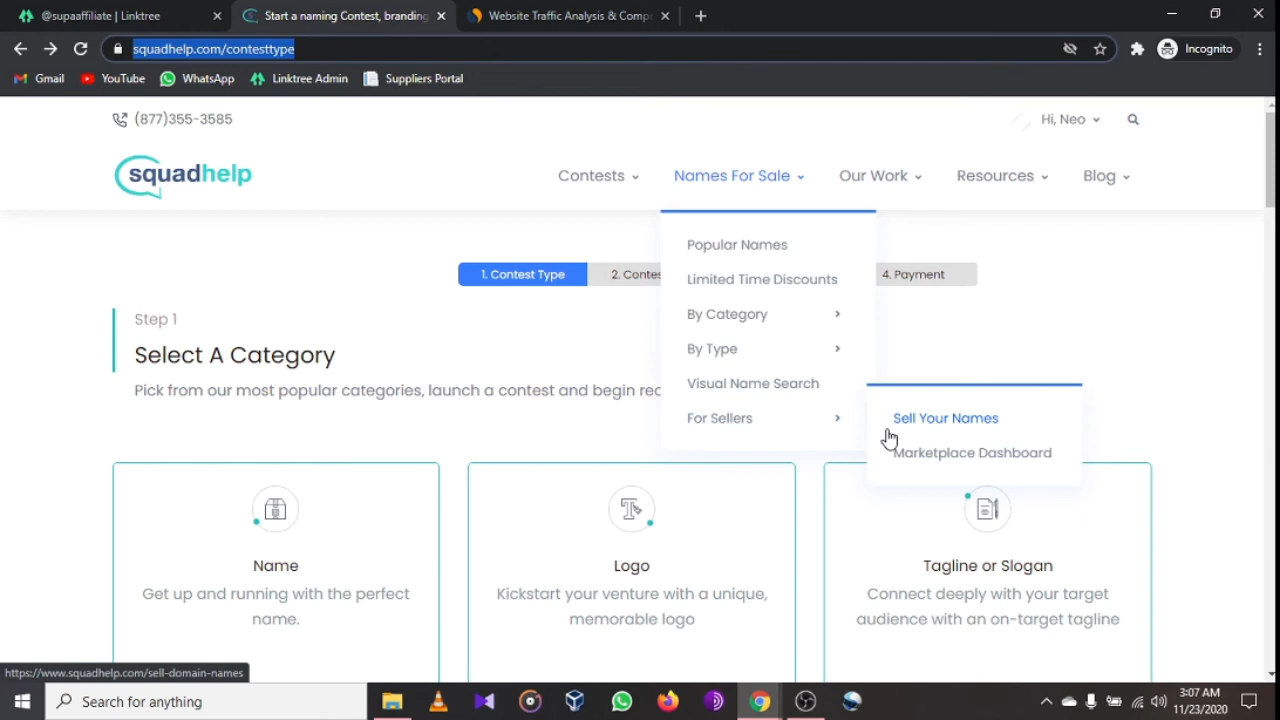 @supaaffiliate | Linktree
Start a naming Contest, branding
Website Traffic Analysis & Comp
squadhelp.com/contesttype
Incognito
Gmail
YouTube
WhatsApp
Linktree Admin
Suppliers Portal
(877)355-3585
Hi, Neo
squadhelp
Contests
Names For Sale
Our Work
Resources
Blog
Popular Names
Limited Time Discounts
By Category
By Type
Visual Name Search
For Sellers
Sell Your Names
Marketplace Dashboard
1. Contest Type
2. Contes
4. Payment
Step 1
Select A Category
Pick from our most popular categories, launch a contest and begin rec
Name
Get up and running with the perfect
name.
Logo
Kickstart your venture with a unique,
memorable logo
Tagline or Slogan
Connect deeply with your target
audience with an on-target tagline
https://www.squadhelp.com/sell-domain-names
Search for anything
3:07 AM
11/23/2020